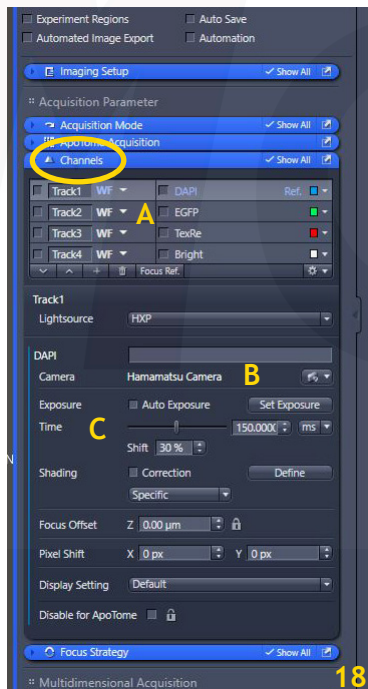 Experiment Regions Auto Save
Automated Image Export Automation
Imaging Setup Show All
Acquisition Parameter
Acquisition Mode Show All
ApoTome Acquisition
Channels Show All
Track1 WF DAPI Ref.
A
Track2 WF EGFP
Track3 WF TexRe
Track4 WF Bright
+ Focus Ref.
Track1
Lightsource HXP
DAPI
Camera Hamamatsu Camera B
Exposure Auto Exposure Set Exposure
Time C 150.000( ms
Shift 30 %
N
Shading Correction Define
Specific
Focus Offset Z 0.00 µm
Pixel Shift X 0 px Y 0 px
Display Setting Default
Disable for ApoTome
Focus Strategy Show All
Multidimensional Acquisition 18